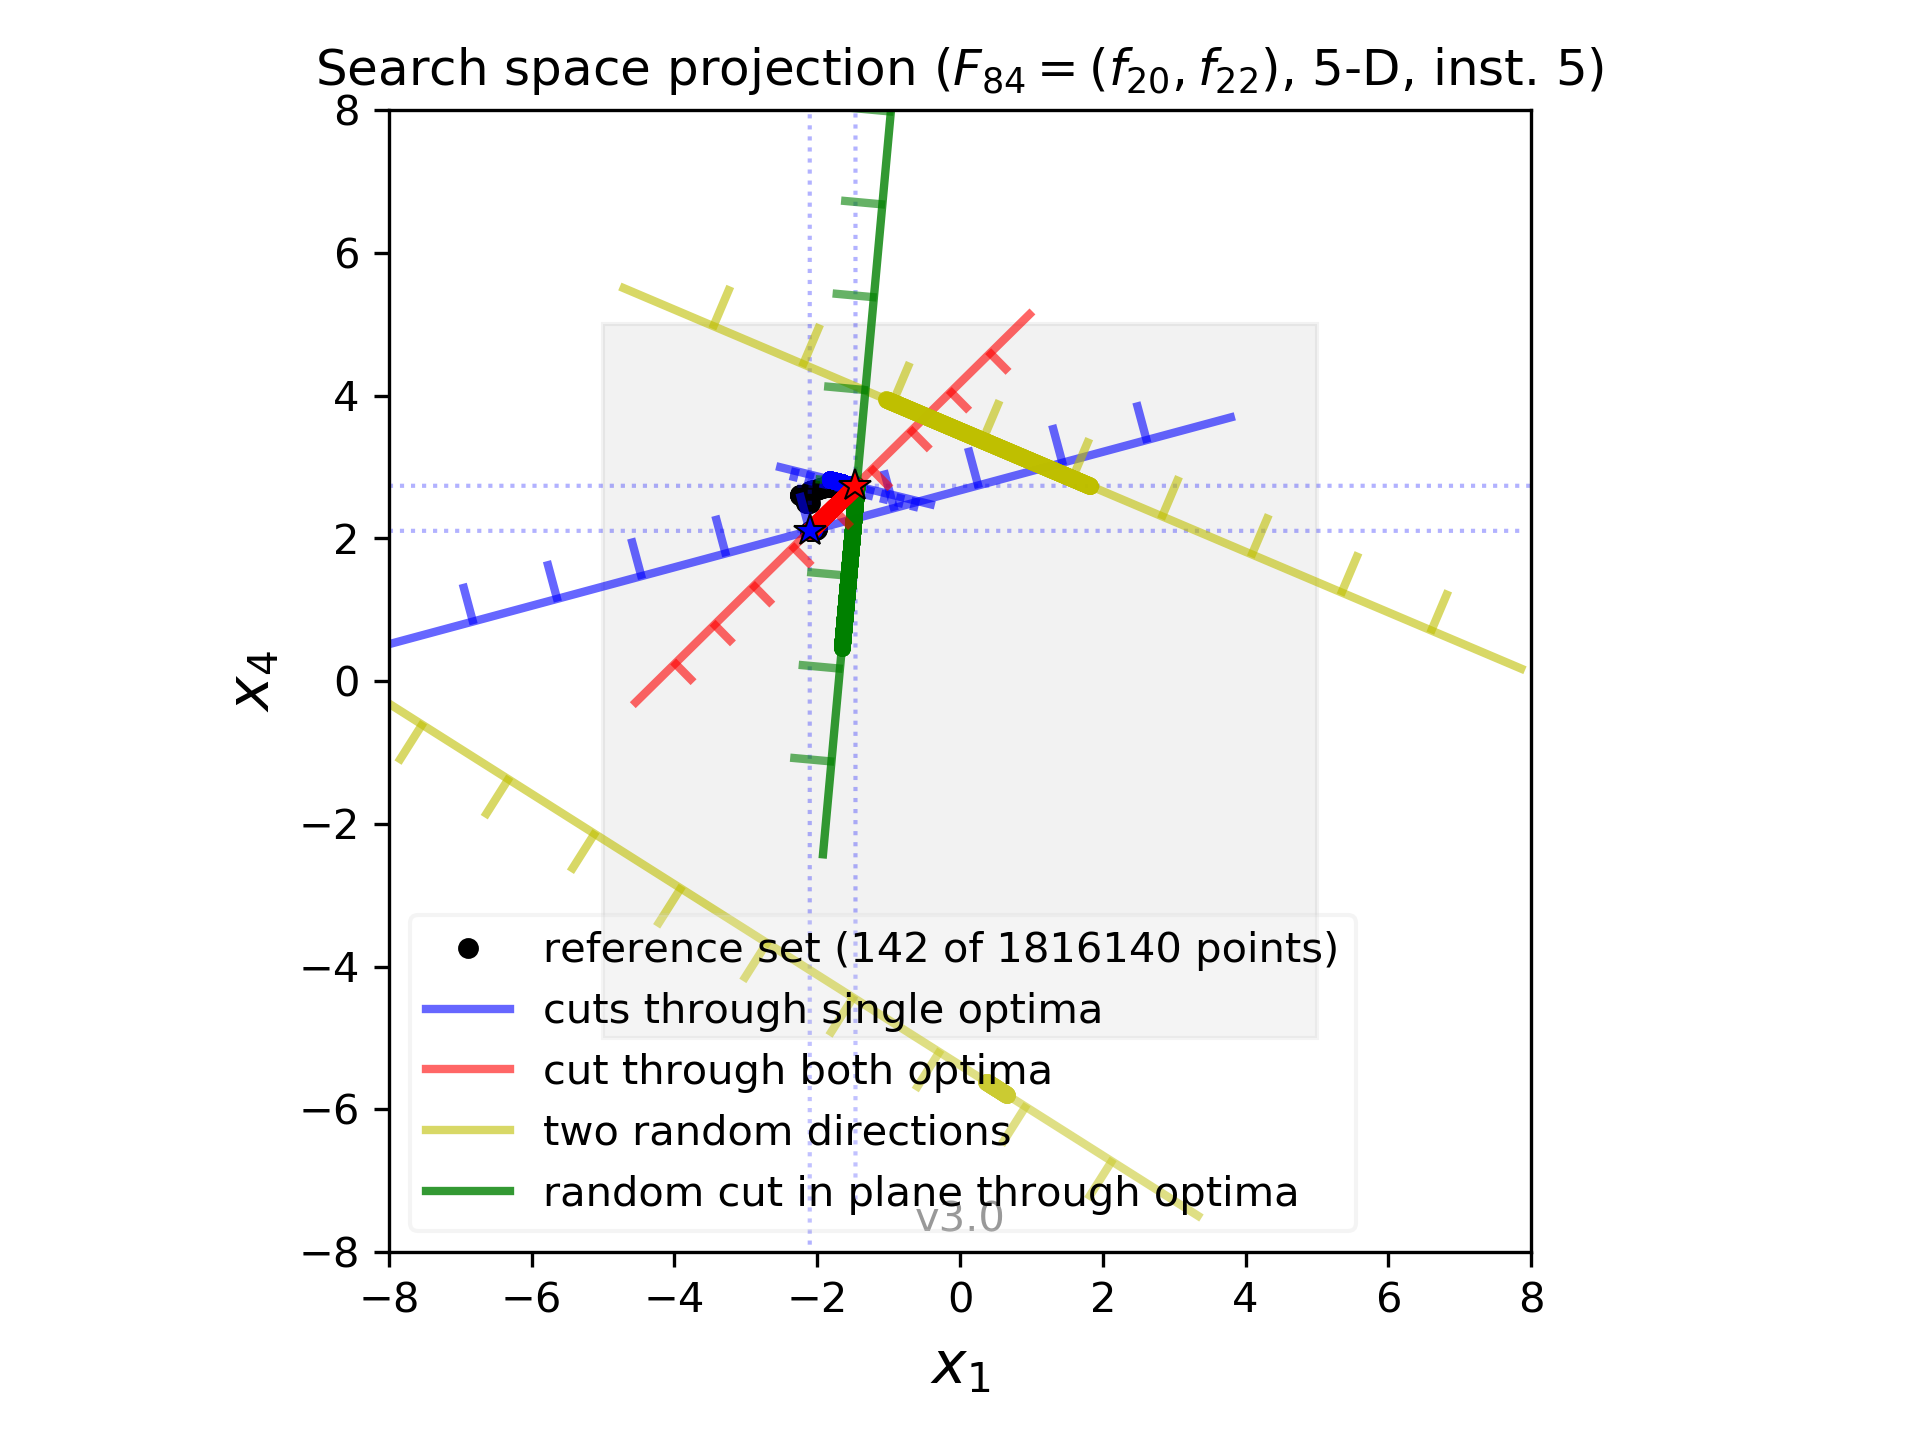 Search space projection (F84 = (f20, f22), 5-D, inst. 5)
8
6
4
2
0
−2
−4
−6
−8
x4
reference set (142 of 1816140 points)
cuts through single optima
cut through both optima
two random directions
random cut in plane through optima
v3.0
−8 −6 −4 −2 0 2 4 6 8
x1